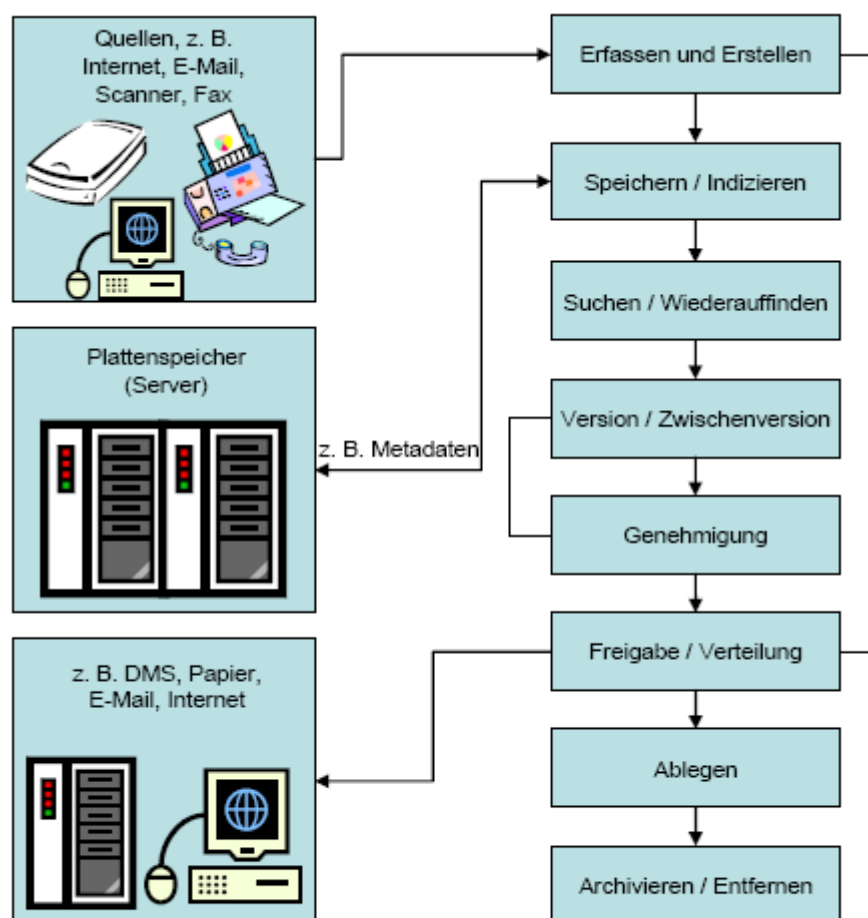 Quellen, z. B.
Internet, E-Mail,
Scanner, Fax
Plattenspeicher
(Server)
z. B. Metadaten
z. B. DMS, Papier,
E-Mail, Internet
Erfassen und Erstellen
Speichern / Indizieren
Suchen / Wiederauffinden
Version / Zwischenversion
Genehmigung
Freigabe / Verteilung
Ablegen
Archivieren / Entfernen